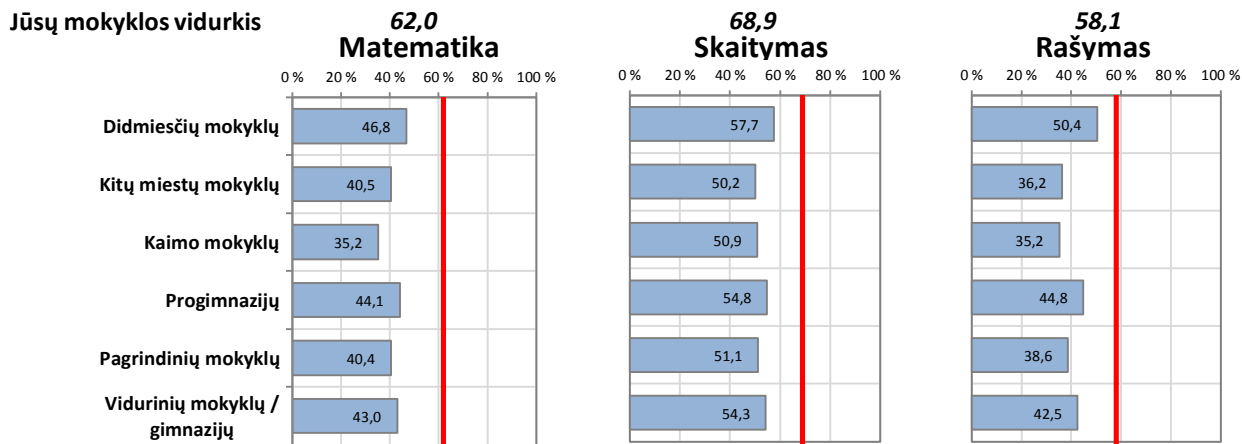 Jūsų mokyklos vidurkis 62,0 68,9 58,1
Matematika Skaitymas Rašymas
0 % 20 % 40 % 60 % 80 % 100 % 0 % 20 % 40 % 60 % 80 % 100 % 0 % 20 % 40 % 60 % 80 % 100 %
Didmiesčių mokyklų 46,8 57,7 50,4
Kitų miestų mokyklų 40,5 50,2 36,2
Kaimo mokyklų 35,2 50,9 35,2
Progimnazijų 44,1 54,8 44,8
Pagrindinių mokyklų 40,4 51,1 38,6
Vidurinių mokyklų /
gimnazijų 43,0 54,3 42,5